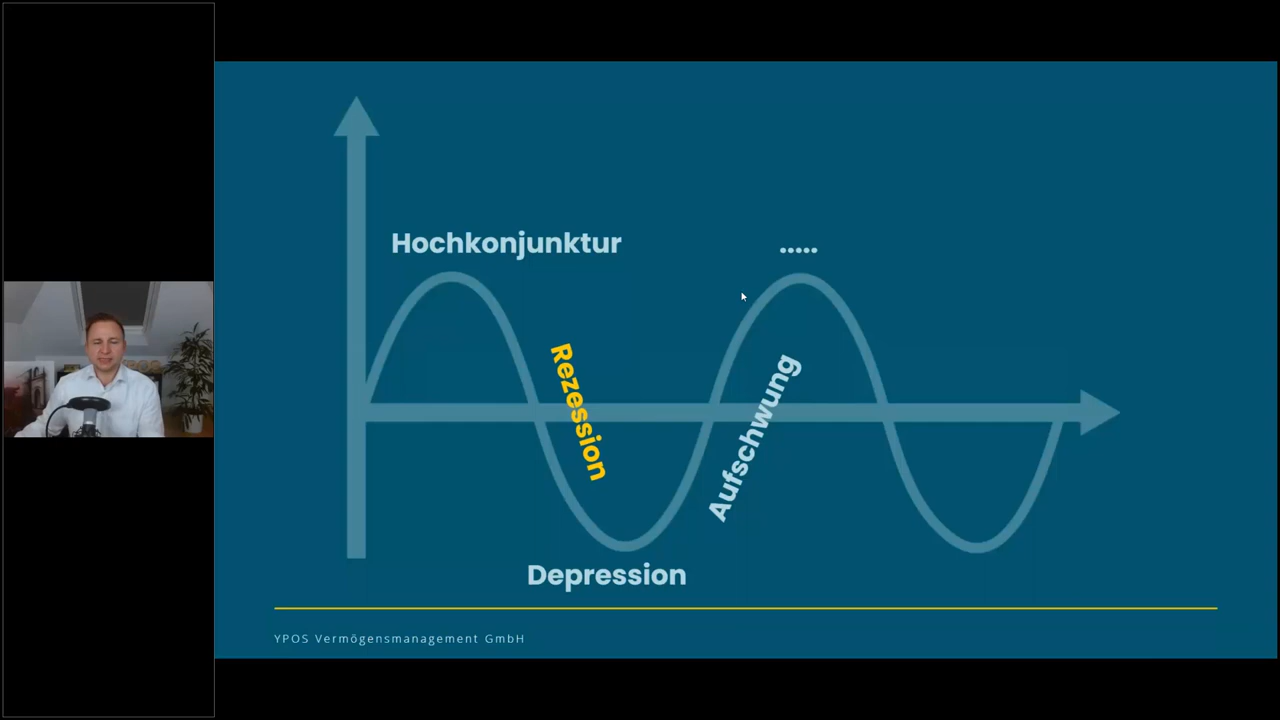 Hochkonjunktur
.....
Rezession
Aufschwung
Depression
YPOS Vermögensmanagement GmbH